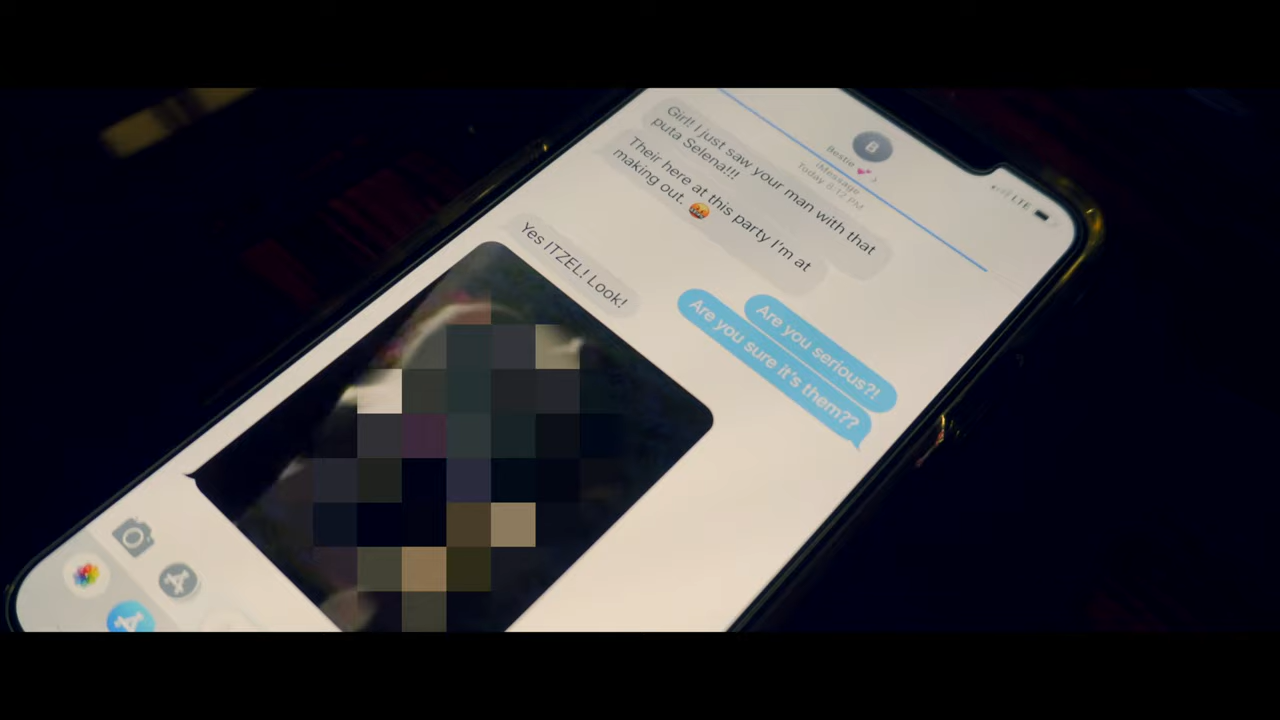 LTE
B
Bestie 💕 >
iMessage
Today 8:12 PM
Girl! I just saw your man with that
puta Selena!!!
Their here at this party I'm at
making out. 🤬
Are you serious?!
Are you sure it's them??
Yes ITZEL! Look!